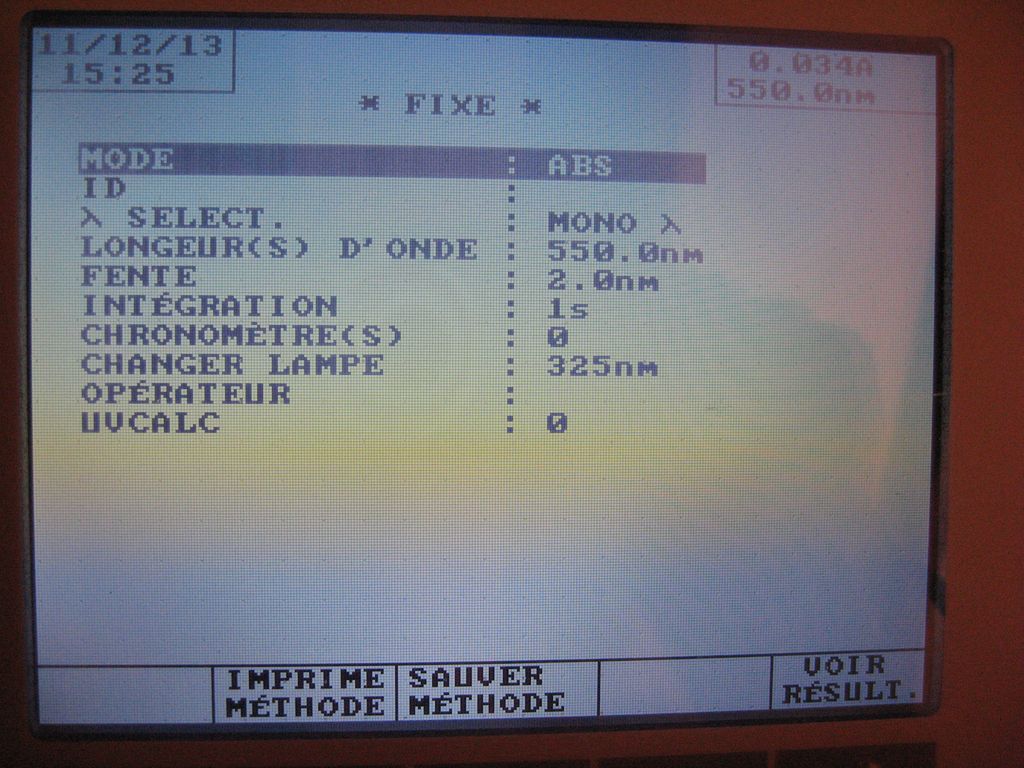 11/12/13
15:25
0.034A
550.0nm
* FIXE *
MODE : ABS
ID :
λ SELECT. : MONO λ
LONGEUR(S) D'ONDE : 550.0nm
FENTE : 2.0nm
INTÉGRATION : 1s
CHRONOMÈTRE(S) : 0
CHANGER LAMPE : 325nm
OPÉRATEUR :
UVCALC : 0
IMPRIME
MÉTHODE
SAUVER
MÉTHODE
VOIR
RÉSULT.